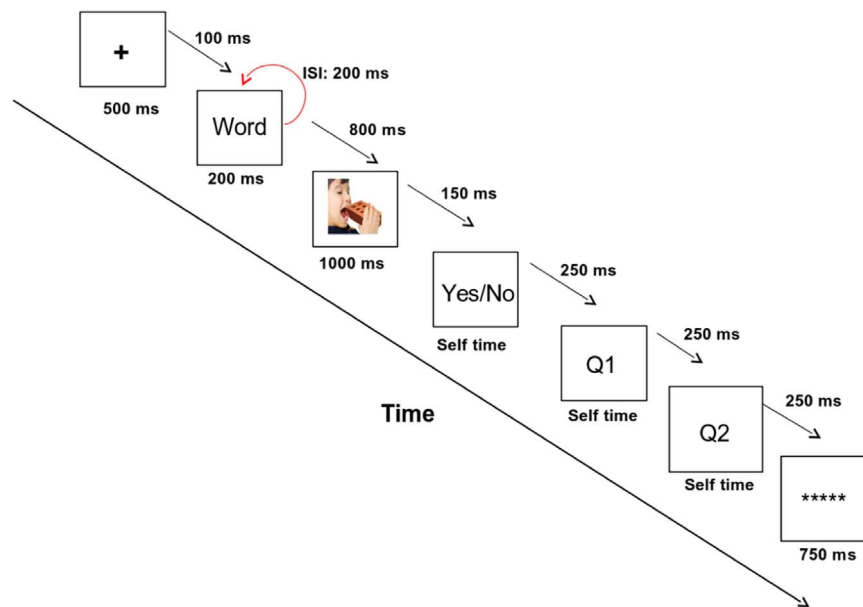 +
100 ms
ISI: 200 ms
500 ms
Word
800 ms
200 ms
150 ms
1000 ms
Yes/No
250 ms
Self time
Q1
250 ms
Time
Self time
Q2
250 ms
Self time
*****
750 ms